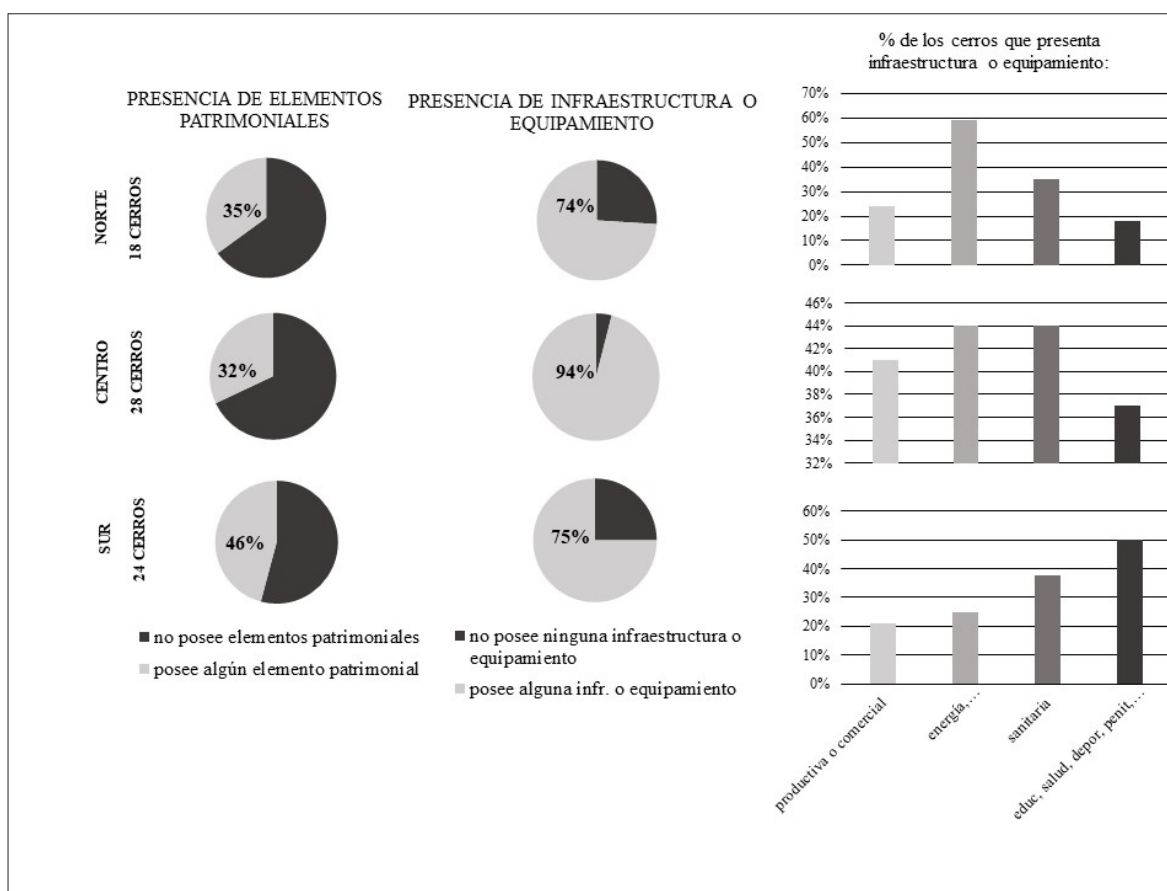 % de los cerros que presenta
infraestructura o equipamiento:
PRESENCIA DE ELEMENTOS
PATRIMONIALES
PRESENCIA DE INFRAESTRUCTURA O
EQUIPAMIENTO
NORTE
18 CERROS
35%
74%
70%
60%
50%
40%
30%
20%
10%
0%
CENTRO
28 CERROS
32%
94%
46%
44%
42%
40%
38%
36%
34%
32%
SUR
24 CERROS
46%
75%
60%
50%
40%
30%
20%
10%
0%
no posee elementos patrimoniales
posee algún elemento patrimonial
no posee ninguna infraestructura o
equipamiento
posee alguna infr. o equipamiento
productiva o comercial
energía,...
sanitaria
educ, salud, depor, penit,...